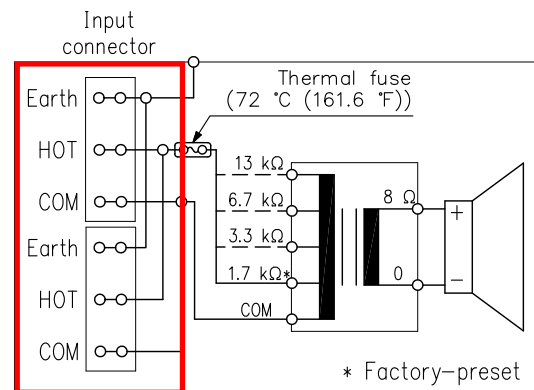 Input
connector
Thermal fuse
(72 °C (161.6 °F))
Earth
HOT
COM
Earth
HOT
COM
13 kΩ
6.7 kΩ
3.3 kΩ
1.7 kΩ*
COM
8 Ω
0
+
−
* Factory-preset